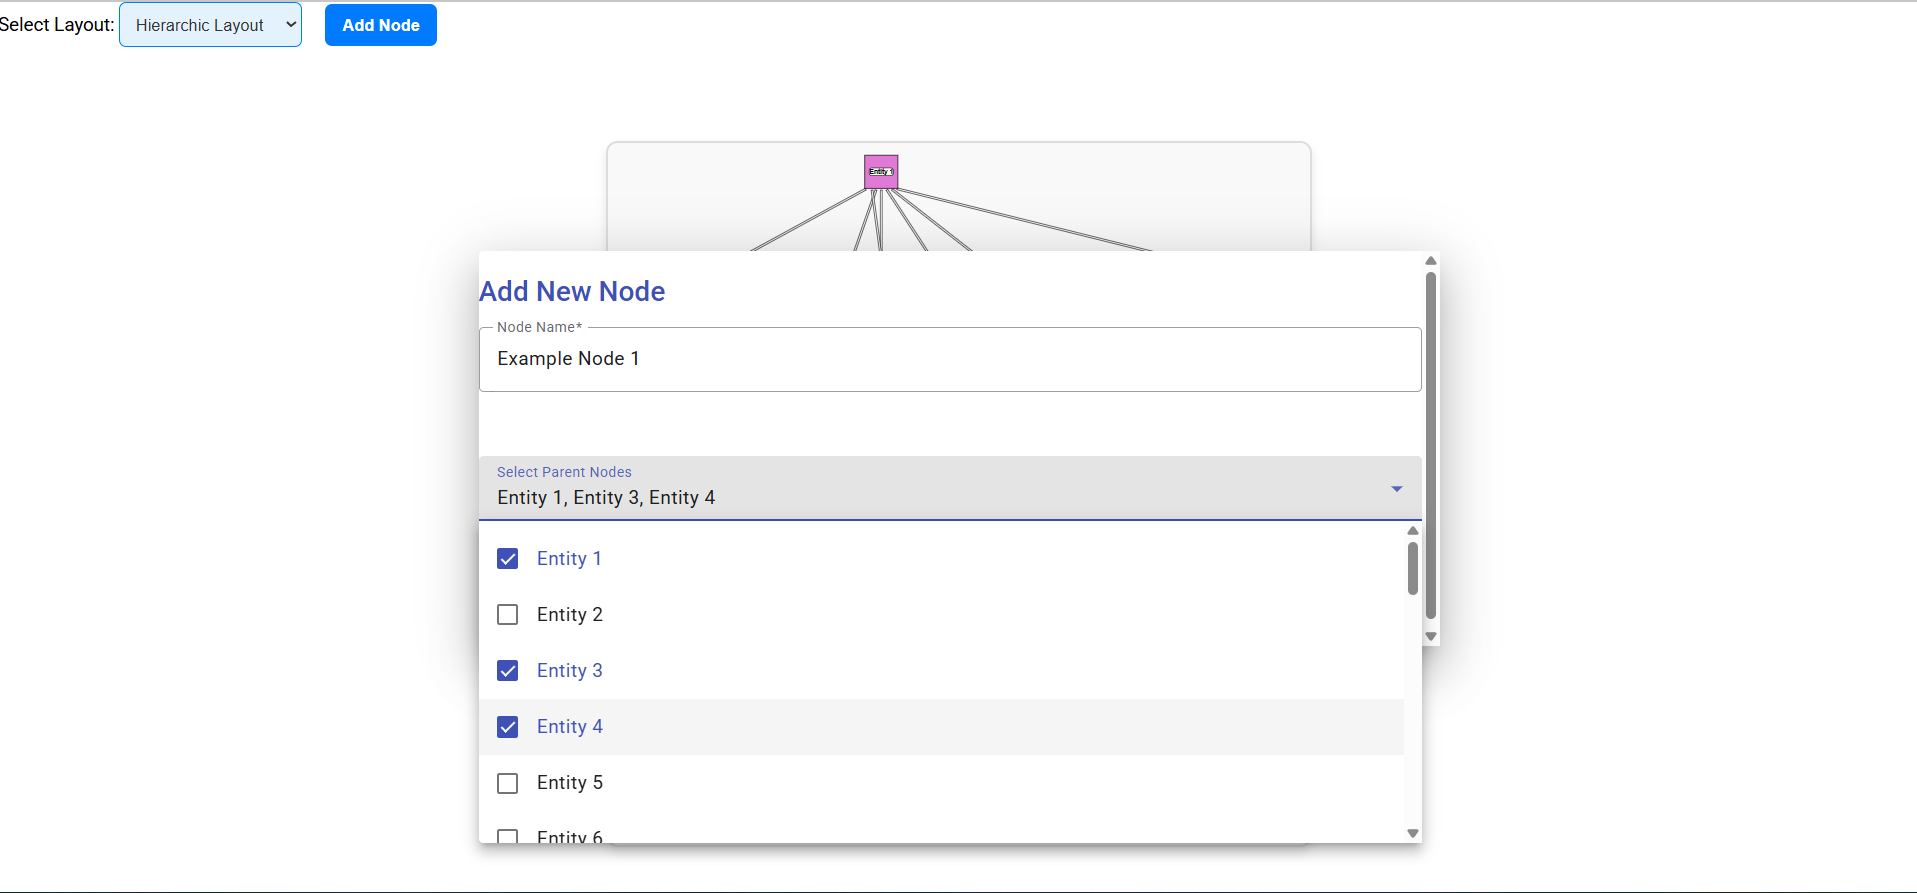 Select Layout: Hierarchic Layout Add Node
Entity 1
Add New Node
Node Name*
Example Node 1
Select Parent Nodes
Entity 1, Entity 3, Entity 4
Entity 1
Entity 2
Entity 3
Entity 4
Entity 5
Entity 6